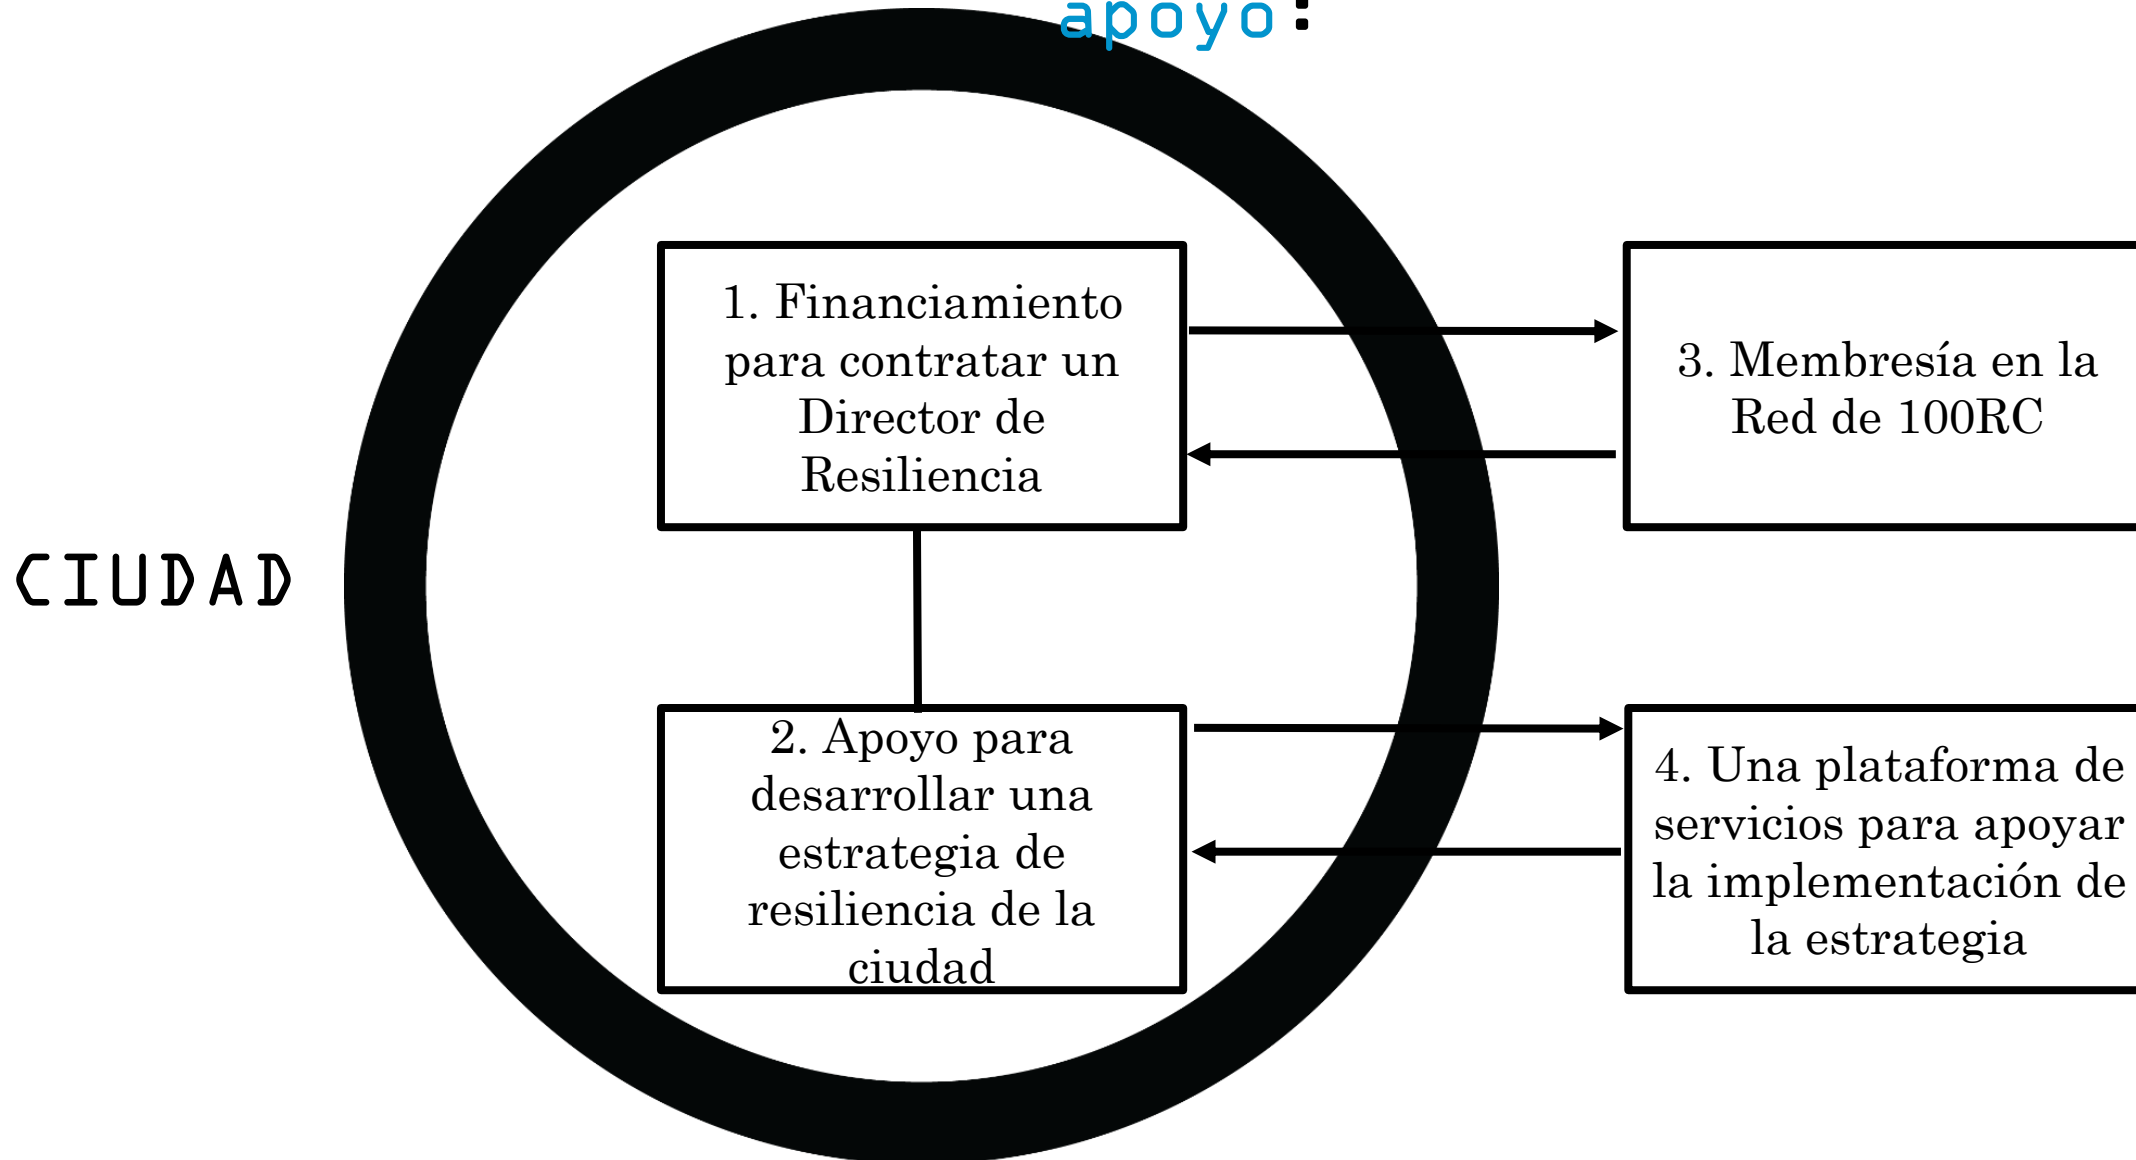 apoyo:
1. Financiamiento
para contratar un
Director de
Resiliencia
3. Membresía en la
Red de 100RC
CIUDAD
2. Apoyo para
desarrollar una
estrategia de
resiliencia de la
ciudad
4. Una plataforma de
servicios para apoyar
la implementación de
la estrategia